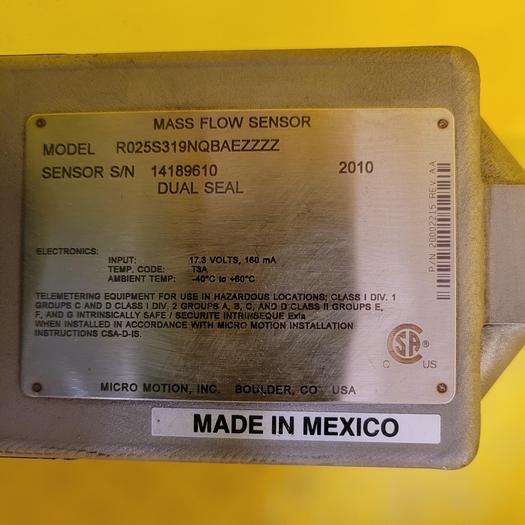 MASS FLOW SENSOR
MODEL R025S319NQBAEZZZZ
SENSOR S/N 14189610 2010
DUAL SEAL
ELECTRONICS:
INPUT: 17.3 VOLTS, 160 mA
TEMP. CODE: T3A
AMBIENT TEMP: -40°C to +60°C
TELEMETERING EQUIPMENT FOR USE IN HAZARDOUS LOCATIONS; CLASS I DIV. 1
GROUPS C AND D CLASS I DIV. 2 GROUPS A, B, C, AND D CLASS II GROUPS E,
F, AND G INTRINSICALLY SAFE / SECURITE INTRINSEQUE Exia
WHEN INSTALLED IN ACCORDANCE WITH MICRO MOTION INSTALLATION
INSTRUCTIONS CSA-D-IS.
P/N 20002215 REV. AA
CSA ®
C US
MICRO MOTION, INC. BOULDER, CO USA
MADE IN MEXICO